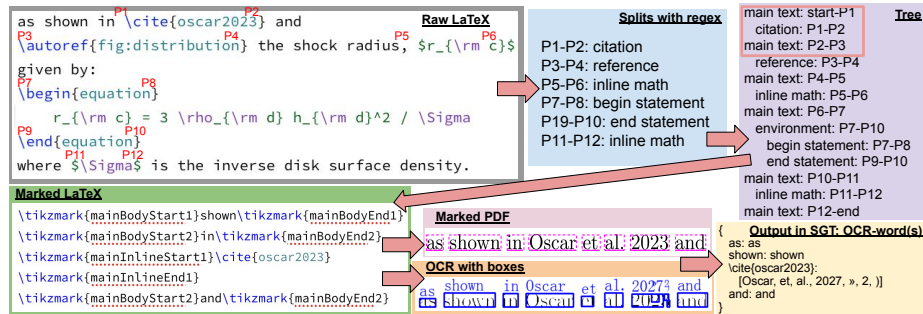 P1 P2
as shown in \cite{oscar2023} and
Raw LaTeX
P3 P4 P5 P6
\autoref{fig:distribution} the shock radius, $r_{\rm c}$
given by:
P7 P8
\begin{equation}
r_{\rm c} = 3 \rho_{\rm d} h_{\rm d}^2 / \Sigma
P9 P10
\end{equation}
P11 P12
where $\Sigma$ is the inverse disk surface density.
Splits with regex
P1-P2: citation
P3-P4: reference
P5-P6: inline math
P7-P8: begin statement
P19-P10: end statement
P11-P12: inline math
Tree
main text: start-P1
citation: P1-P2
main text: P2-P3
reference: P3-P4
main text: P4-P5
inline math: P5-P6
main text: P6-P7
environment: P7-P10
begin statement: P7-P8
end statement: P9-P10
main text: P10-P11
inline math: P11-P12
main text: P12-end
Marked LaTeX
\tikzmark{mainBodyStart1}shown\tikzmark{mainBodyEnd1}
\tikzmark{mainBodyStart2}in\tikzmark{mainBodyEnd2}
\tikzmark{mainInlineStart1}\cite{oscar2023}
\tikzmark{mainInlineEnd1}
\tikzmark{mainBodyStart2}and\tikzmark{mainBodyEnd2}
Marked PDF
as shown in Oscar et al. 2023 and
OCR with boxes
as shown in Oscar et al. 2027 and
shown in Oscar et al. and
Output in SGT: OCR-word(s)
{
as: as
shown: shown
\cite{oscar2023}:
[Oscar, et, al., 2027, », 2, )]
and: and
}